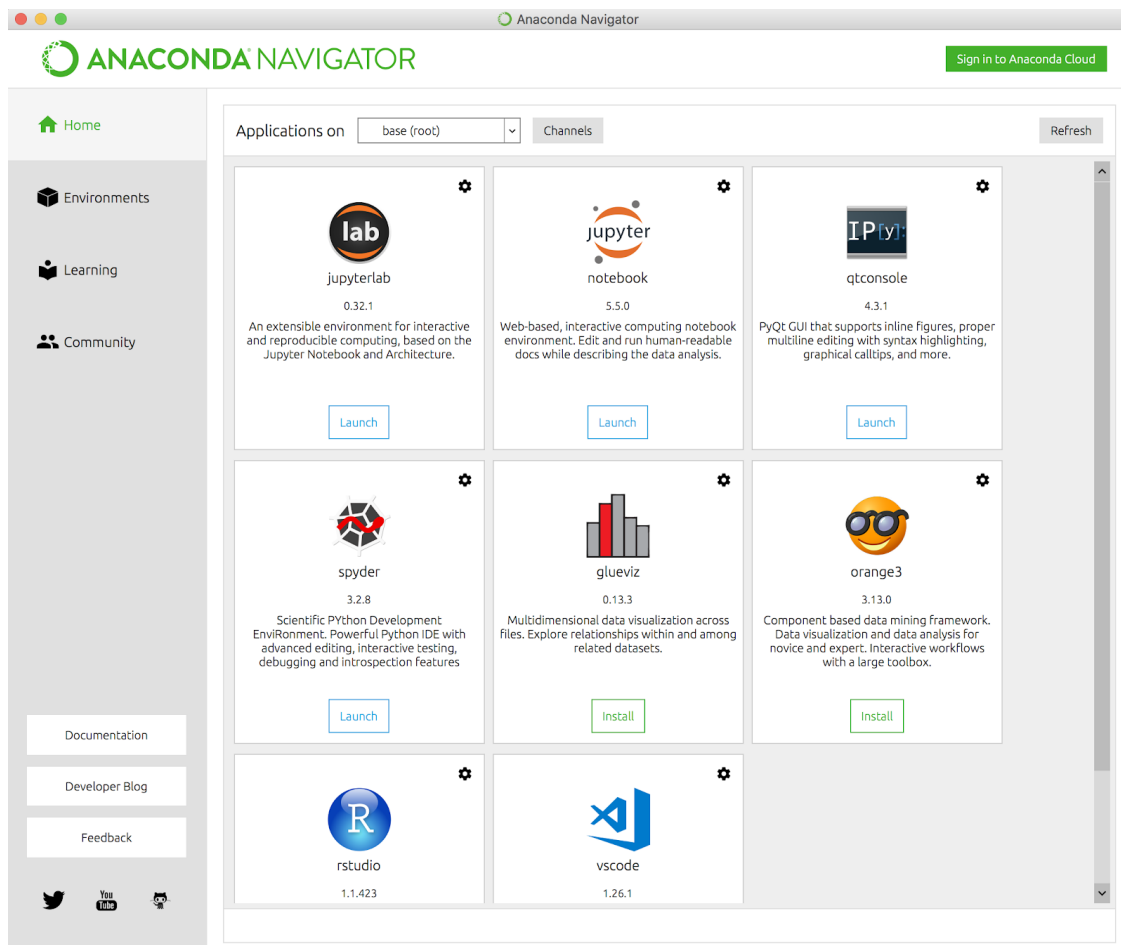 Anaconda Navigator
ANACONDA NAVIGATOR
Sign in to Anaconda Cloud
Home
Environments
Learning
Community
Documentation
Developer Blog
Feedback
You
Tube
Applications on
base (root)
Channels
Refresh
lab
jupyterlab
0.32.1
An extensible environment for interactive
and reproducible computing, based on the
Jupyter Notebook and Architecture.
Launch
jupyter
notebook
5.5.0
Web-based, interactive computing notebook
environment. Edit and run human-readable
docs while describing the data analysis.
Launch
IP[y]:
qtconsole
4.3.1
PyQt GUI that supports inline figures, proper
multiline editing with syntax highlighting,
graphical calltips, and more.
Launch
spyder
3.2.8
Scientific PYthon Development
EnviRonment. Powerful Python IDE with
advanced editing, interactive testing,
debugging and introspection features
Launch
glueviz
0.13.3
Multidimensional data visualization across
files. Explore relationships within and among
related datasets.
Install
orange3
3.13.0
Component based data mining framework.
Data visualization and data analysis for
novice and expert. Interactive workflows
with a large toolbox.
Install
R
rstudio
1.1.423
vscode
1.26.1